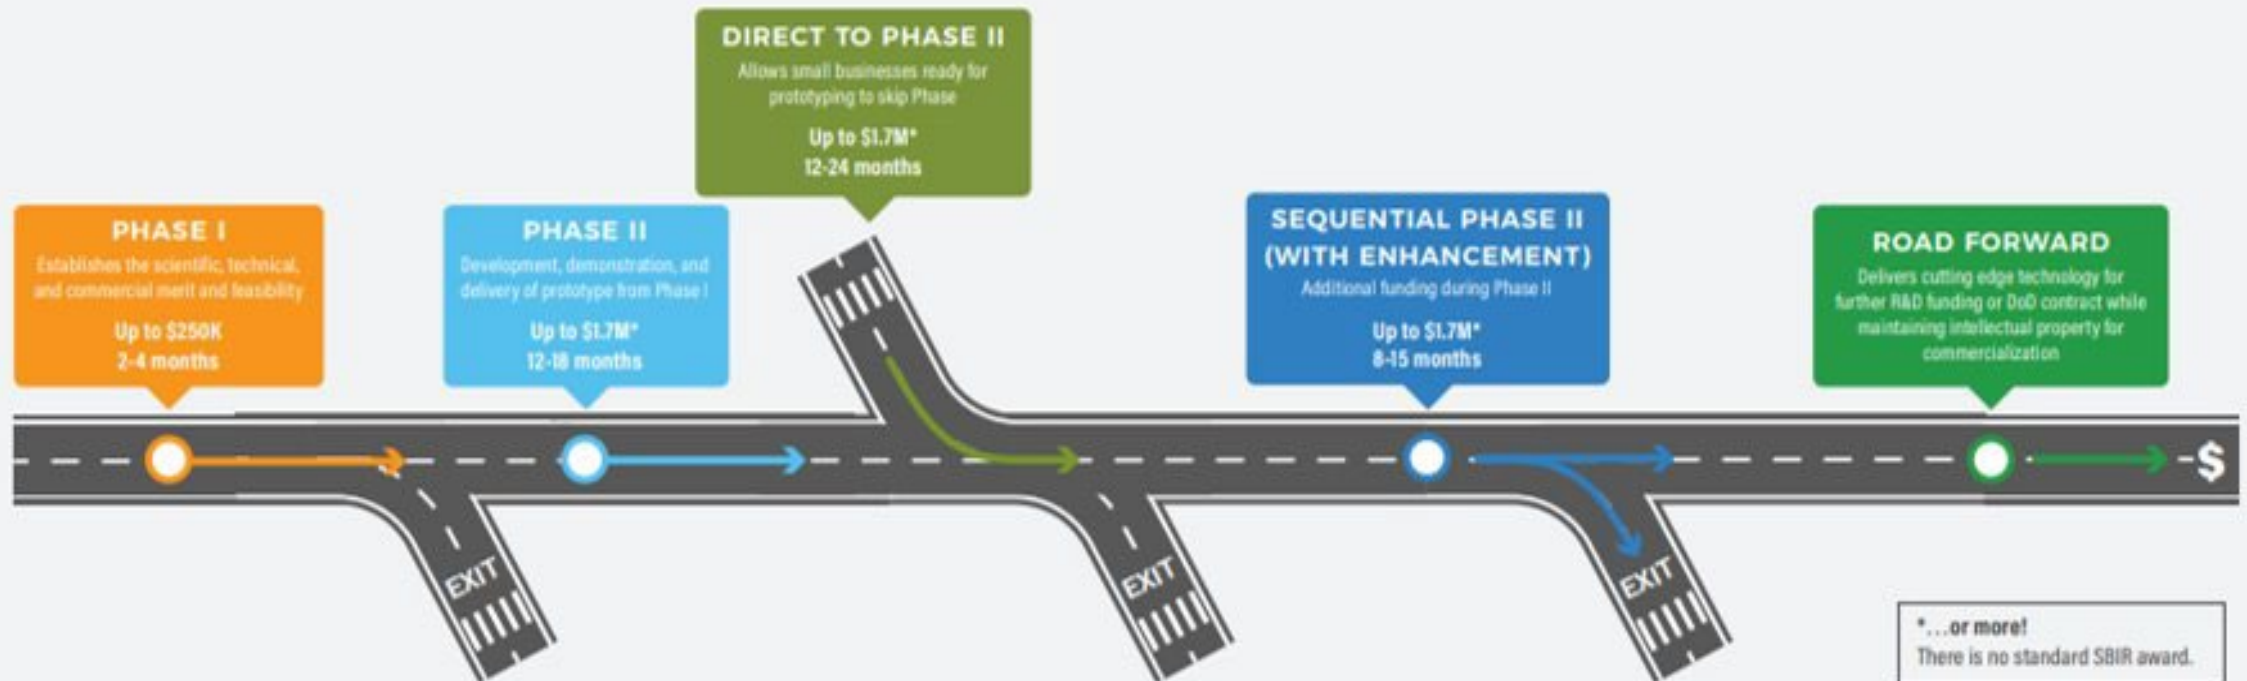 DIRECT TO PHASE II
Allows small businesses ready for
prototyping to skip Phase
Up to $1.7M*
12-24 months
PHASE I
Establishes the scientific, technical,
and commercial merit and feasibility
Up to $250K
2-4 months
PHASE II
Development, demonstration, and
delivery of prototype from Phase I
Up to $1.7M*
12-18 months
SEQUENTIAL PHASE II
(WITH ENHANCEMENT)
Additional funding during Phase II
Up to $1.7M*
8-15 months
ROAD FORWARD
Delivers cutting edge technology for
further R&D funding or DoD contract while
maintaining intellectual property for
commercialization
$
EXIT
EXIT
EXIT
*...or more!
There is no standard SBIR award.